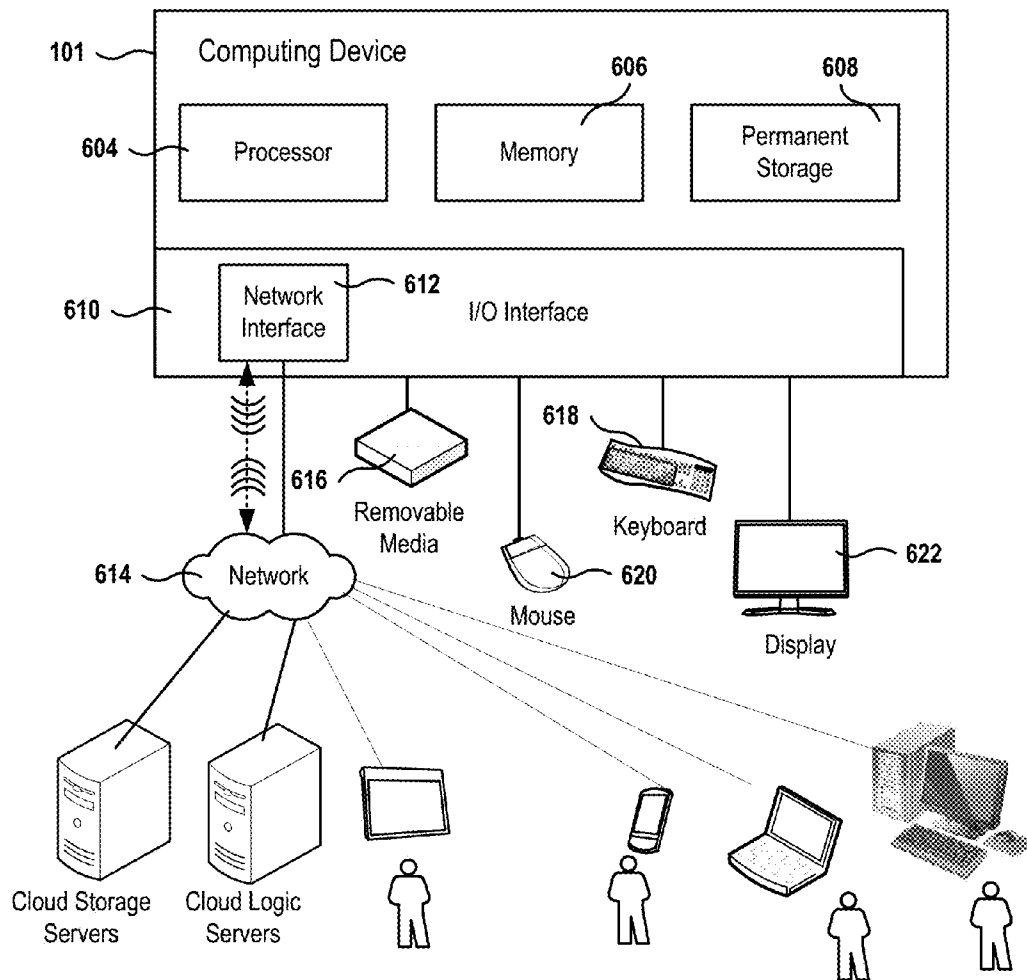 101
Computing Device
606
608
604
Processor
Memory
Permanent
Storage
610
Network
Interface
612
I/O Interface
616
Removable
Media
618
Keyboard
614
Network
620
Mouse
622
Display
Cloud Storage
Servers
Cloud Logic
Servers